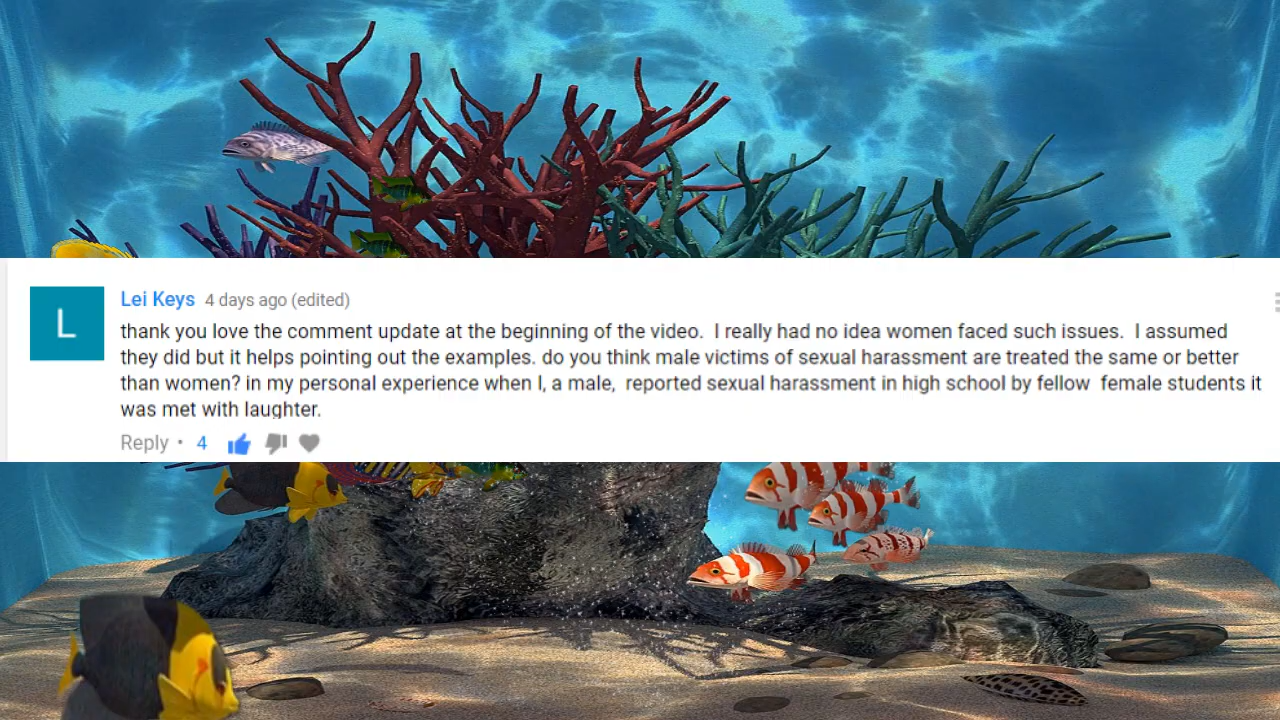 L
Lei Keys 4 days ago (edited)
thank you love the comment update at the beginning of the video.  I really had no idea women faced such issues.  I assumed
they did but it helps pointing out the examples. do you think male victims of sexual harassment are treated the same or better
than women? in my personal experience when I, a male,  reported sexual harassment in high school by fellow  female students it
was met with laughter.
Reply • 4